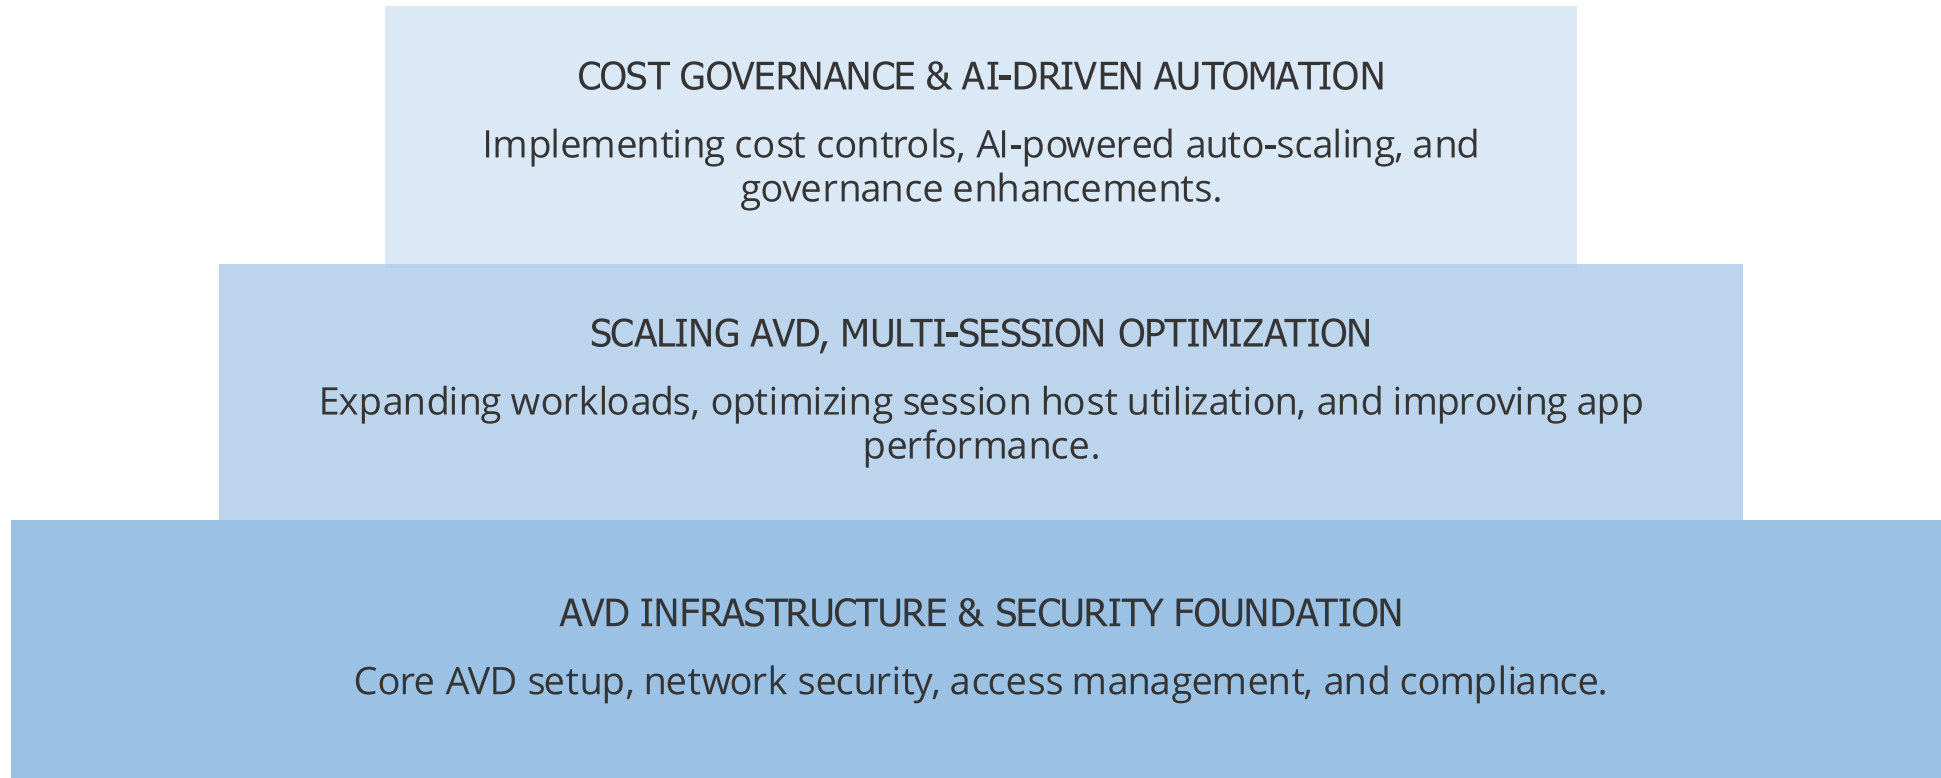 COST GOVERNANCE & AI-DRIVEN AUTOMATION
Implementing cost controls, AI-powered auto-scaling, and
governance enhancements.
SCALING AVD, MULTI-SESSION OPTIMIZATION
Expanding workloads, optimizing session host utilization, and improving app
performance.
AVD INFRASTRUCTURE & SECURITY FOUNDATION
Core AVD setup, network security, access management, and compliance.